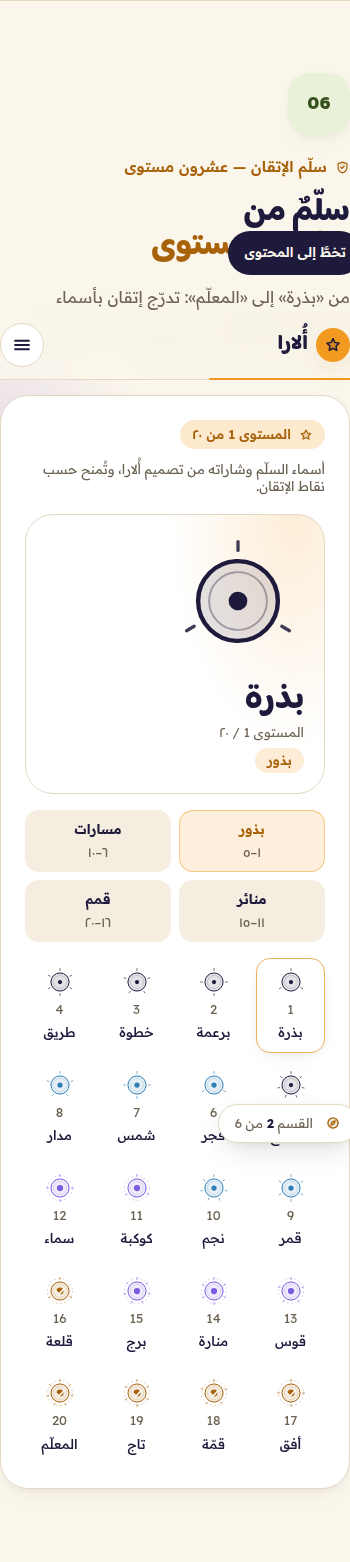 06
سلّم الإتقان — عشرون مستوى
سلّمٌ من
ستوى
تخطَّ إلى المحتوى
من «بذرة» إلى «المعلّم»: تدرّج إتقان بأسماء
أُلارا
المستوى 1 من ٢٠
أسماء السلّم وشاراته من تصميم أُلارا، وتُمنح حسب
نقاط الإتقان.
بذرة
المستوى 1 / ٢٠
بذور
بذور
١–٥
مسارات
٦–١٠
منائر
١١–١٥
قمم
١٦–٢٠
1
بذرة
2
برعمة
3
خطوة
4
طريق
القسم 2 من 6
6
فجر
7
شمس
8
مدار
9
قمر
10
نجم
11
كوكبة
12
سماء
13
قوس
14
منارة
15
برج
16
قلعة
17
أفق
18
قمّة
19
تاج
20
المعلّم